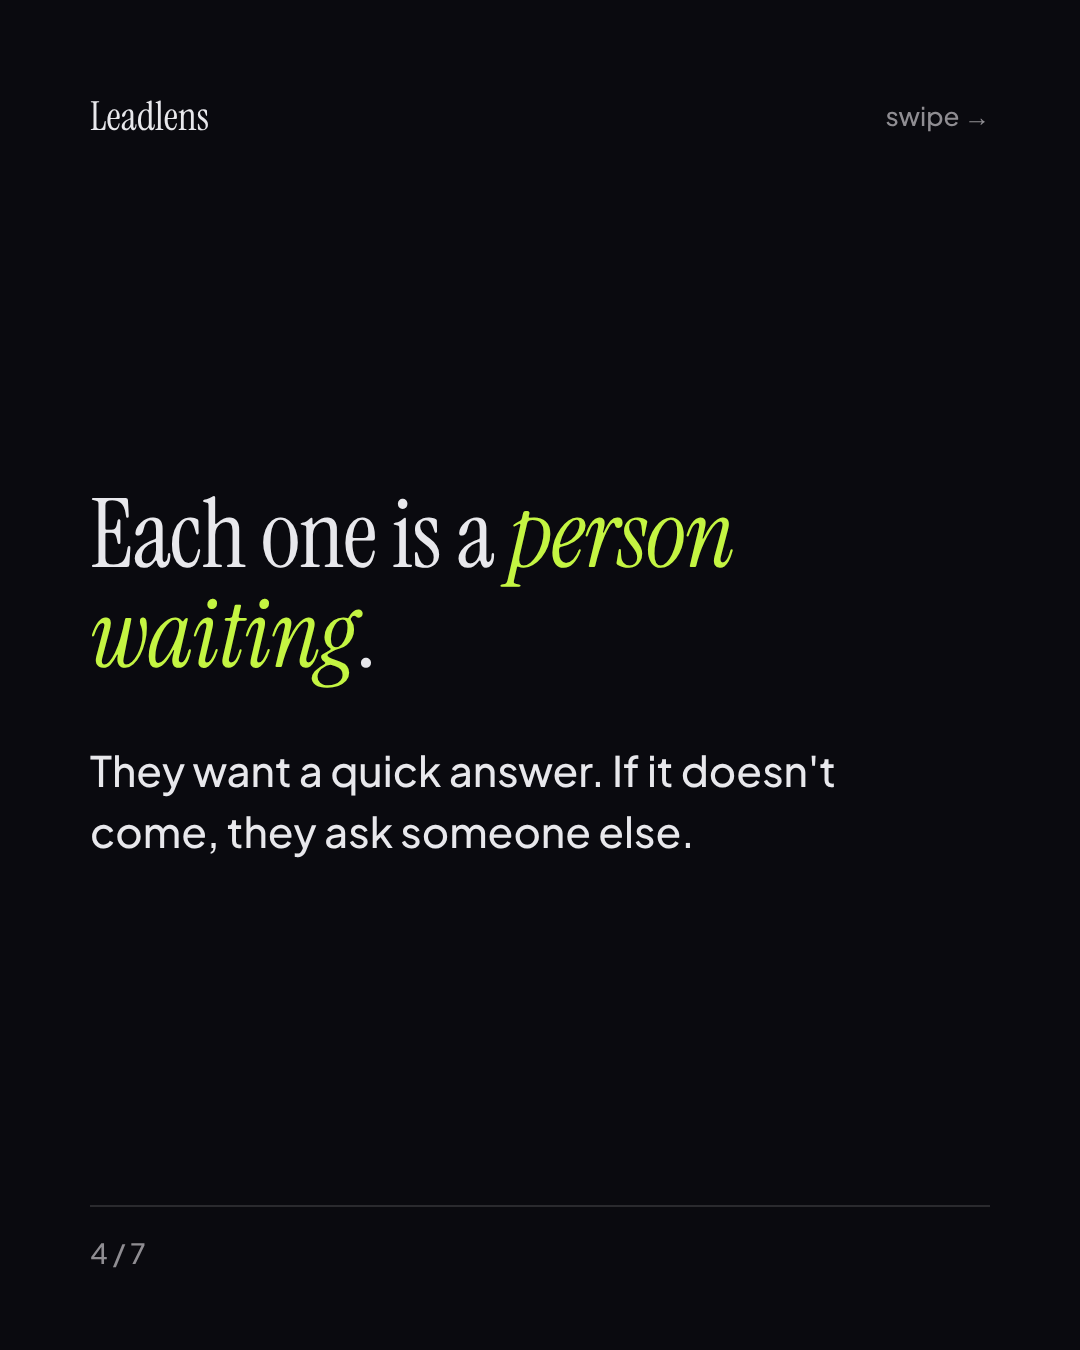 Leadlens
swipe →
Each one is a person
waiting.
They want a quick answer. If it doesn't
come, they ask someone else.
4 / 7